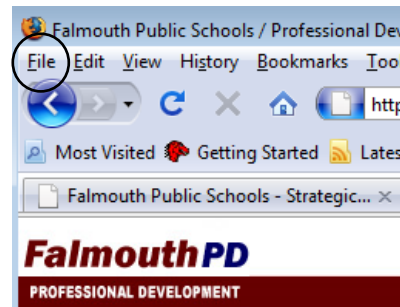 Falmouth Public Schools / Professional Dev
File Edit View History Bookmarks Too
http
Most Visited Getting Started Lates
Falmouth Public Schools - Strategic...
FalmouthPD
PROFESSIONAL DEVELOPMENT